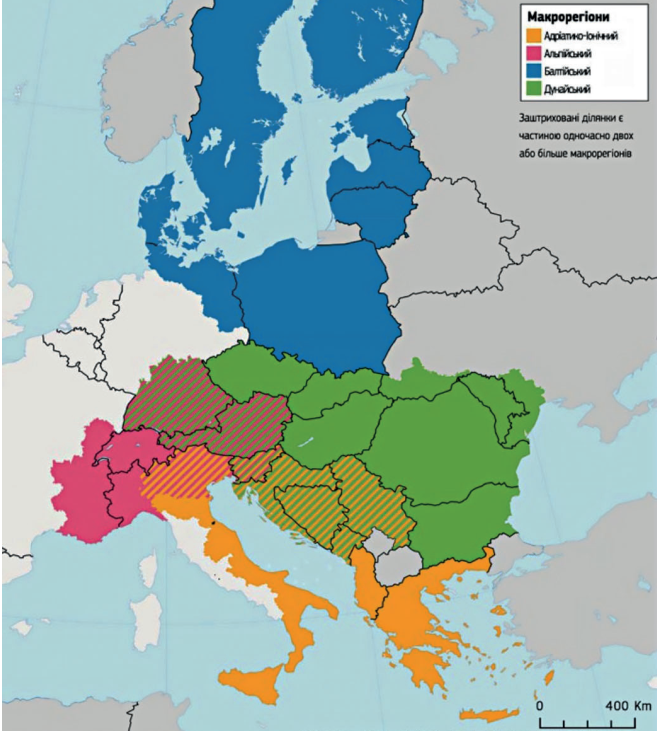 Макрорегіони
Адріатико-Іонічний
Альпійський
Балтійський
Дунайський
Заштриховані ділянки є
частиною одночасно двох
або більше макрорегіонів
0 400 Km